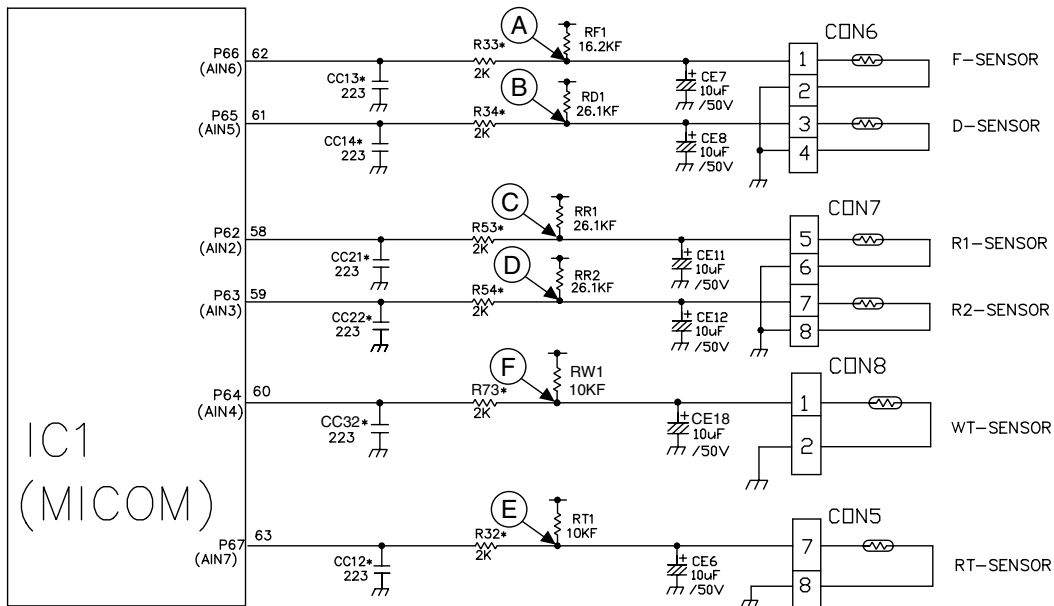 A
RF1
16.2KF
CON6
P66
(AIN6)
62
R33*
2K
1
F-SENSOR
CC13*
223
+ CE7
10uF
/50V
2
B
RD1
26.1KF
P65
(AIN5)
61
R34*
2K
3
D-SENSOR
CC14*
223
+ CE8
10uF
/50V
4
C
RR1
26.1KF
CON7
P62
(AIN2)
58
R53*
2K
5
R1-SENSOR
CC21*
223
+ CE11
10uF
/50V
6
D
RR2
26.1KF
P63
(AIN3)
59
R54*
2K
7
R2-SENSOR
CC22*
223
+ CE12
10uF
/50V
8
F
RW1
10KF
CON8
P64
(AIN4)
60
R73*
2K
1
CC32*
223
+ CE18
10uF
/50V
2
WT-SENSOR
IC1
(MICOM)
E
RT1
10KF
CON5
P67
(AIN7)
63
R32*
2K
7
CC12*
223
+ CE6
10uF
/50V
8
RT-SENSOR